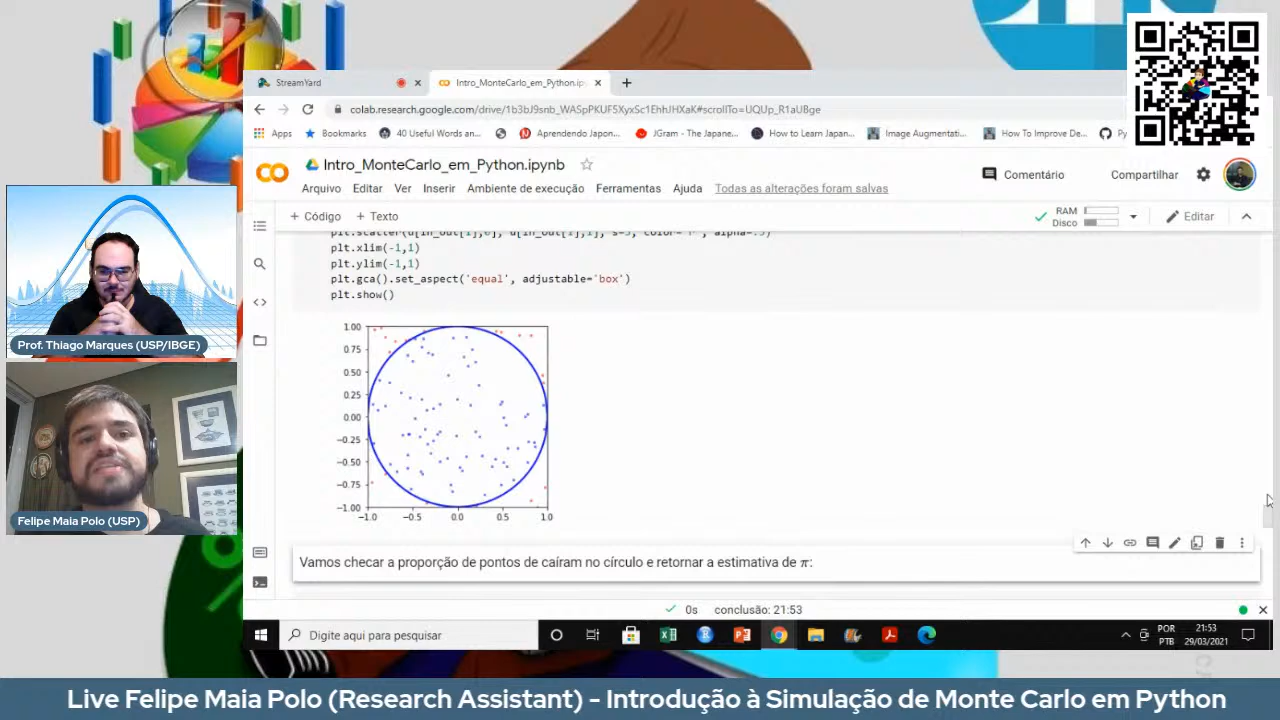 StreamYard
Intro_MonteCarlo_em_Python.ipy
colab.research.google.com/drive/1b3bJ9snb_WASpPKUF5XyxSc1EhhJHXaK#scrollTo=UQUp_R1aU8ge
Apps
Bookmarks
40 Useful Words an...
Aprendendo Japon...
JGram - The Japane...
How to Learn Japan...
Image Augmentati...
How To Improve De...
Py
Intro_MonteCarlo_em_Python.ipynb
Comentário
Compartilhar
Arquivo Editar Ver Inserir Ambiente de execução Ferramentas Ajuda Todas as alterações foram salvas
+ Código + Texto
RAM
Disco
Editar
plt.xlim(-1,1)
plt.ylim(-1,1)
plt.gca().set_aspect('equal', adjustable='box')
plt.show()
1.00
0.75
0.50
0.25
0.00
−0.25
−0.50
−0.75
−1.00
−1.0 −0.5 0.0 0.5 1.0
Vamos checar a proporção de pontos de caíram no círculo e retornar a estimativa de π:
0s conclusão: 21:53
Digite aqui para pesquisar
POR
PTB
21:53
29/03/2021
Prof. Thiago Marques (USP/IBGE)
Felipe Maia Polo (USP)
Live Felipe Maia Polo (Research Assistant) - Introdução à Simulação de Monte Carlo em Python